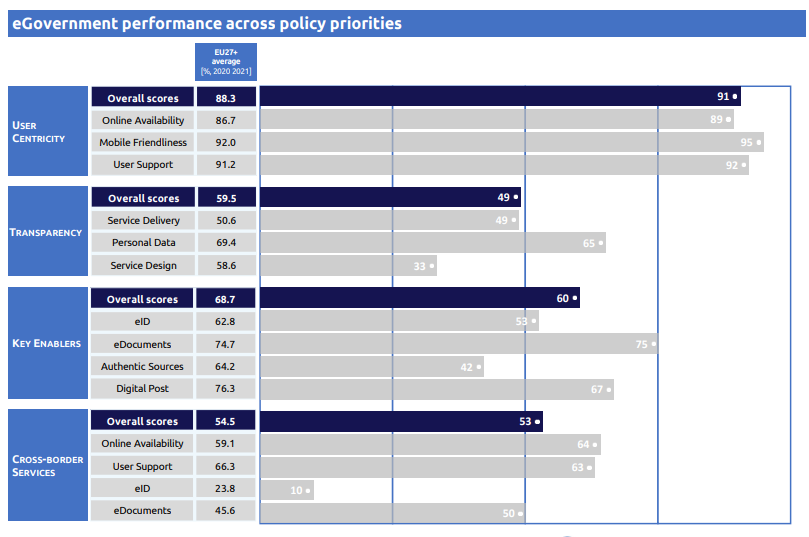 eGovernment performance across policy priorities
EU27+
average
[%, 2020 2021]
USER
CENTRICITY
Overall scores 88.3 91
Online Availability 86.7 89
Mobile Friendliness 92.0 95
User Support 91.2 92
TRANSPARENCY
Overall scores 59.5 49
Service Delivery 50.6 49
Personal Data 69.4 65
Service Design 58.6 33
KEY ENABLERS
Overall scores 68.7 60
eID 62.8 53
eDocuments 74.7 75
Authentic Sources 64.2 42
Digital Post 76.3 67
CROSS-BORDER
SERVICES
Overall scores 54.5 53
Online Availability 59.1 64
User Support 66.3 63
eID 23.8 10
eDocuments 45.6 50